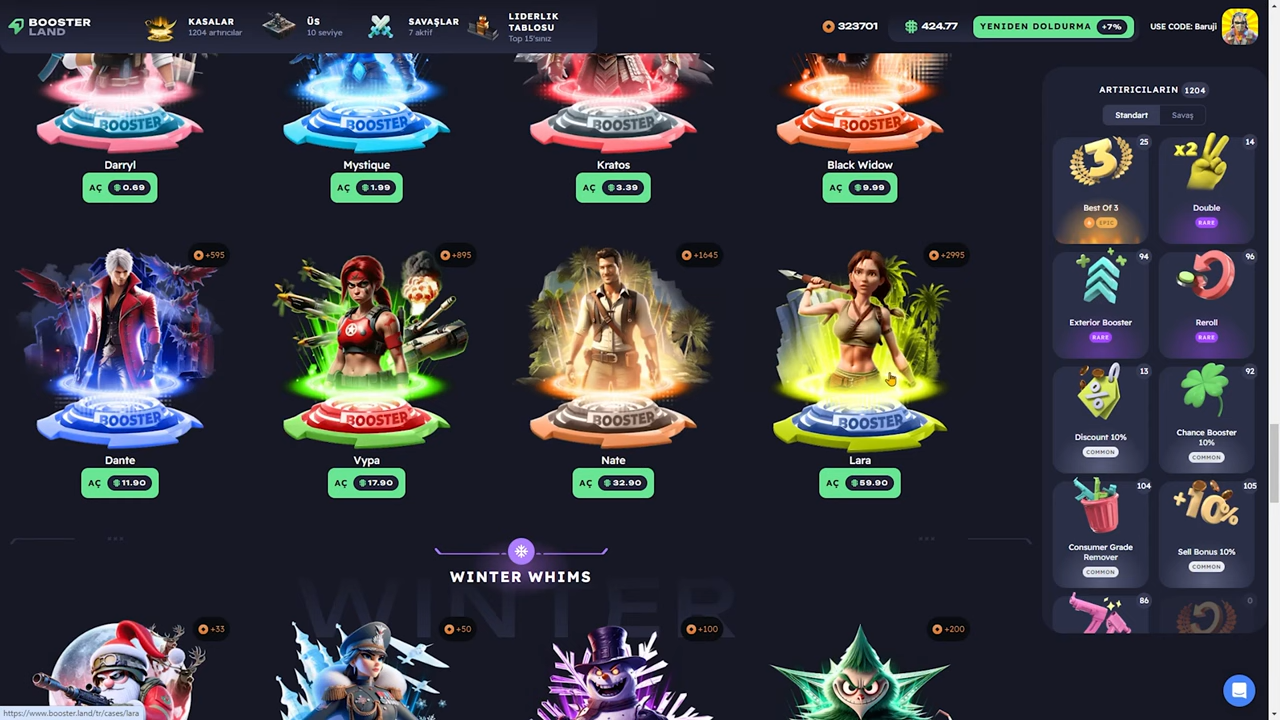 BOOSTER
LAND
KASALAR
1204 artırıcılar
ÜS
10 seviye
SAVAŞLAR
7 aktif
LIDERLIK
TABLOSU
Top 15'sınız
323701
424.77
YENIDEN DOLDURMA +7%
USE CODE: Baruji
BOOSTER
BOOSTER
BOOSTER
BOOSTER
Darryl
Mystique
Kratos
Black Widow
AÇ 0.69
AÇ 1.99
AÇ 3.39
AÇ 9.99
+595
+895
+1645
+2995
BOOSTER
BOOSTER
BOOSTER
BOOSTER
Dante
Vypa
Nate
Lara
AÇ 11.90
AÇ 17.90
AÇ 32.90
AÇ 59.90
WINTER WHIMS
WINTER
+33
+50
+100
+200
ARTIRICILARIN 1204
Standart
Savaş
25
3
Best Of 3
EPIC
14
x2
Double
RARE
94
Exterior Booster
RARE
96
Reroll
RARE
13
%
Discount 10%
COMMON
92
Chance Booster
10%
COMMON
104
Consumer Grade
Remover
COMMON
105
+10%
Sell Bonus 10%
COMMON
86
0
https://www.booster.land/tr/cases/lara